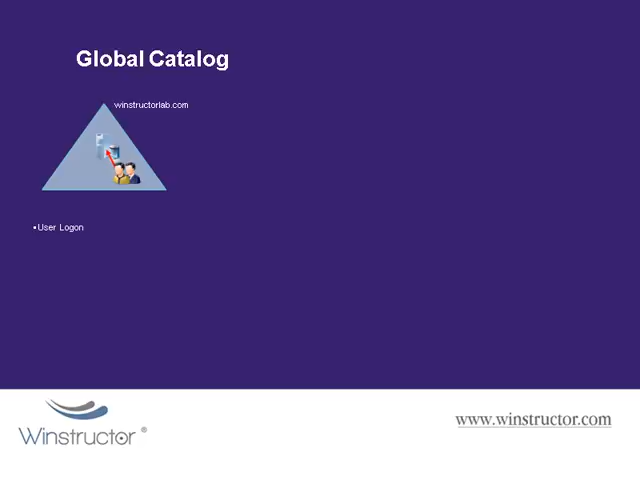 Global Catalog
winstructorlab.com
▪User Logon
Winstructor ®
www.winstructor.com